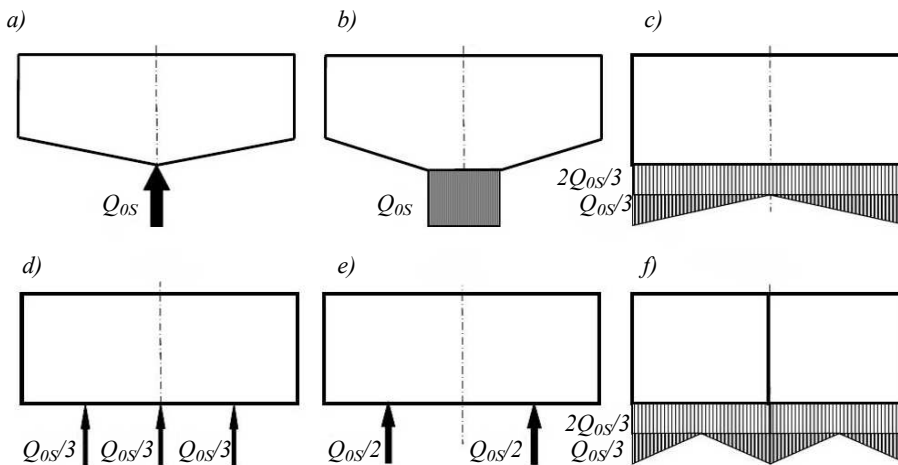 a)
b)
c)
Q0S
Q0S
2Q0S/3
Q0S/3
d)
e)
f)
Q0S/3 Q0S/3 Q0S/3
Q0S/2 Q0S/2
2Q0S/3
Q0S/3